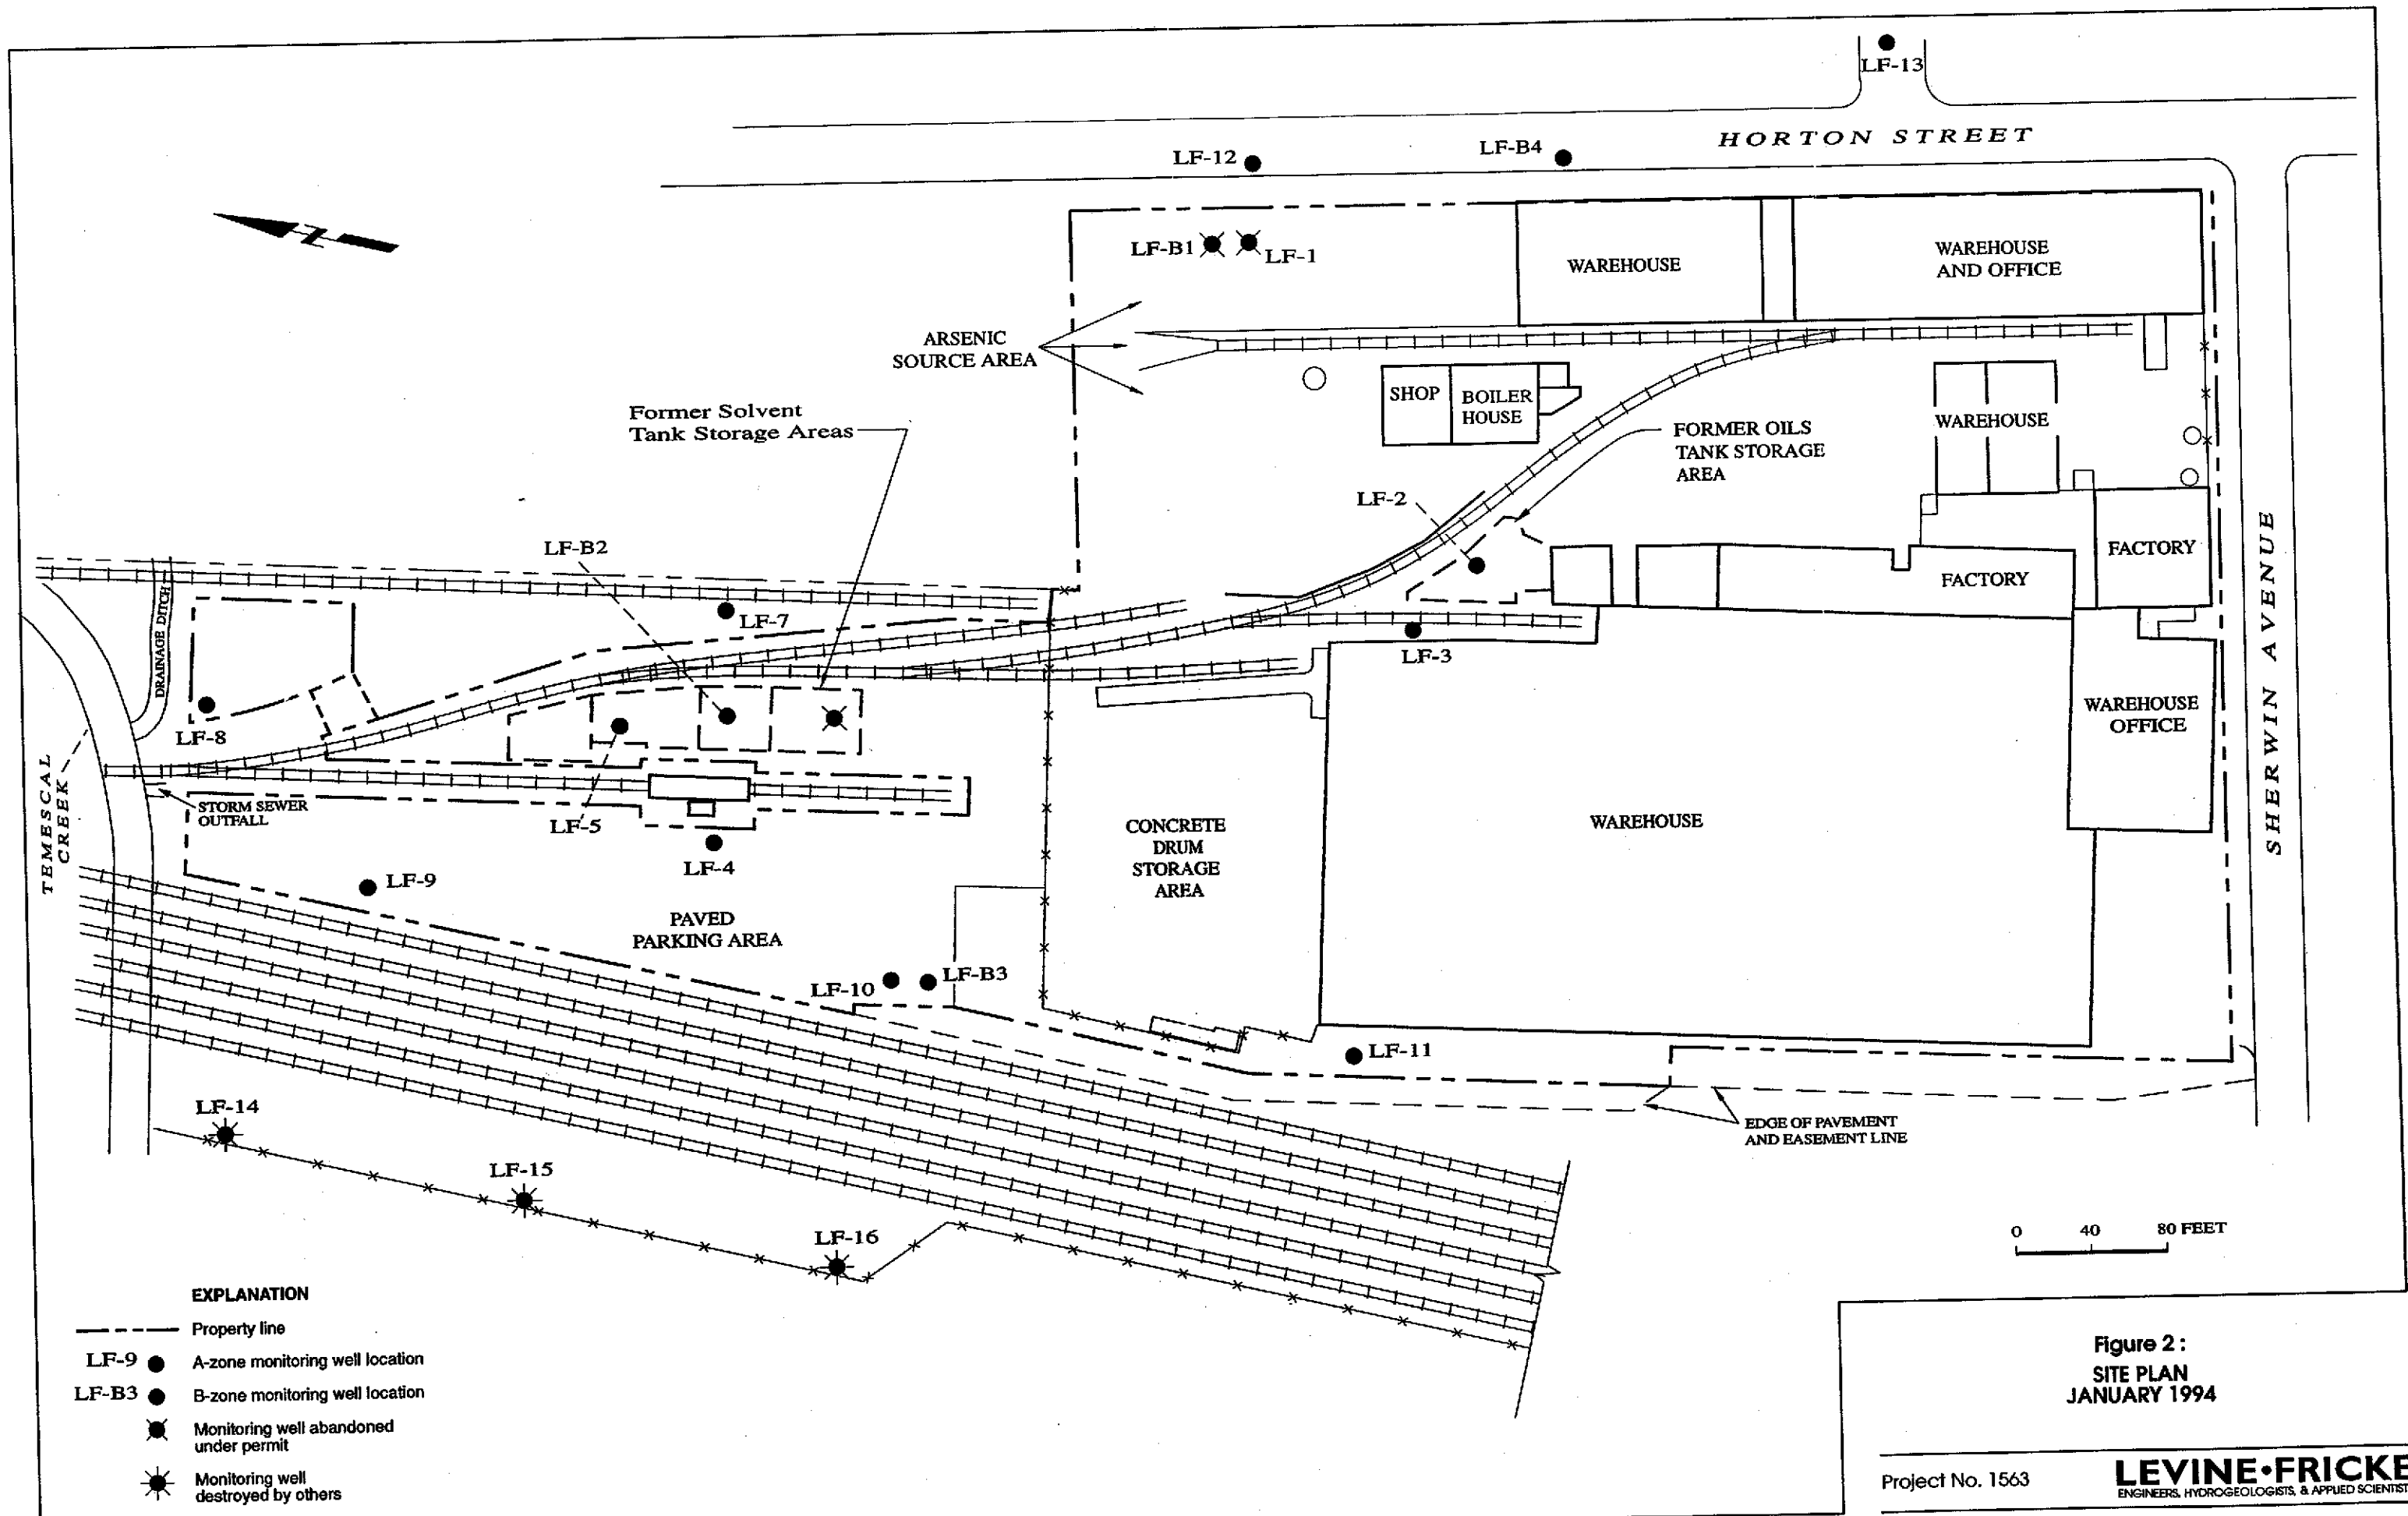 LF-13
HORTON STREET
LF-12
LF-B4
LF-B1
LF-1
WAREHOUSE
WAREHOUSE
AND OFFICE
ARSENIC
SOURCE AREA
SHOP
BOILER
HOUSE
WAREHOUSE
Former Solvent
Tank Storage Areas
FORMER OILS
TANK STORAGE
AREA
LF-2
LF-B2
FACTORY
FACTORY
SHERWIN AVENUE
DRAINAGE DITCH
LF-7
LF-3
LF-8
WAREHOUSE
OFFICE
TEMESCAL
CREEK
STORM SEWER
OUTFALL
LF-5
LF-4
CONCRETE
DRUM
STORAGE
AREA
WAREHOUSE
LF-9
PAVED
PARKING AREA
LF-10
LF-B3
LF-11
LF-14
EDGE OF PAVEMENT
AND EASEMENT LINE
LF-15
LF-16
0 40 80 FEET
EXPLANATION
Property line
LF-9 A-zone monitoring well location
LF-B3 B-zone monitoring well location
Monitoring well abandoned
under permit
Monitoring well
destroyed by others
Figure 2 :
SITE PLAN
JANUARY 1994
Project No. 1563
LEVINE•FRICKE
ENGINEERS, HYDROGEOLOGISTS, & APPLIED SCIENTIST